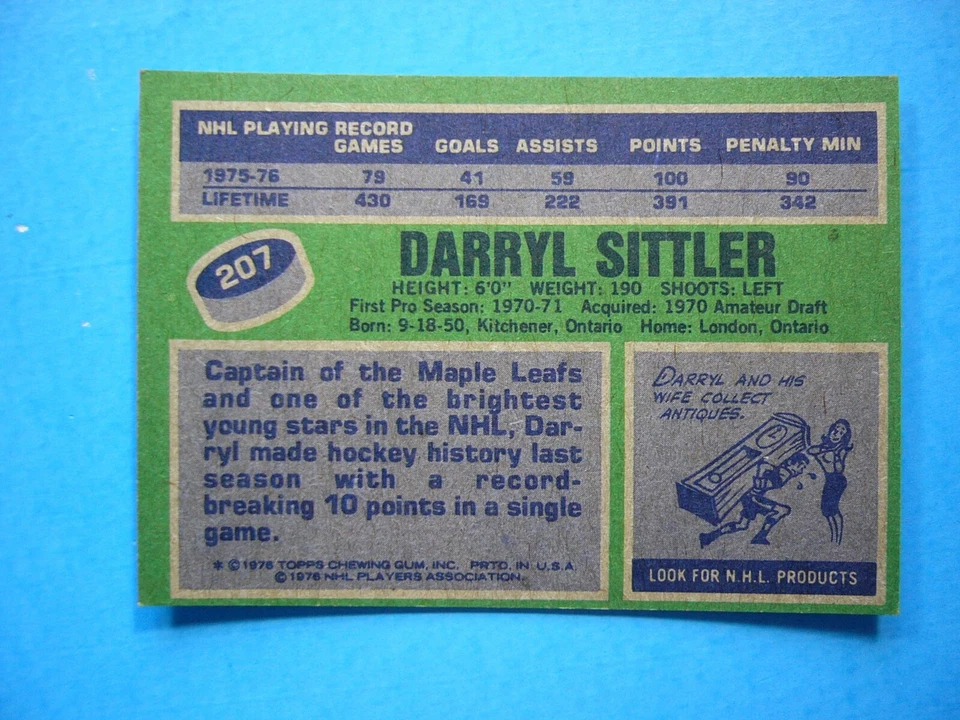 NHL PLAYING RECORD
GAMES GOALS ASSISTS POINTS PENALTY MIN
1975-76 79 41 59 100 90
LIFETIME 430 169 222 391 342
207
DARRYL SITTLER
HEIGHT: 6'0" WEIGHT: 190 SHOOTS: LEFT
First Pro Season: 1970-71 Acquired: 1970 Amateur Draft
Born: 9-18-50, Kitchener, Ontario Home: London, Ontario
Captain of the Maple Leafs
and one of the brightest
young stars in the NHL, Dar-
ryl made hockey history last
season with a record-
breaking 10 points in a single
game.
* © 1976 TOPPS CHEWING GUM, INC. PRTD. IN U.S.A.
© 1976 NHL PLAYERS ASSOCIATION.
DARRYL AND HIS
WIFE COLLECT
ANTIQUES.
LOOK FOR N.H.L. PRODUCTS